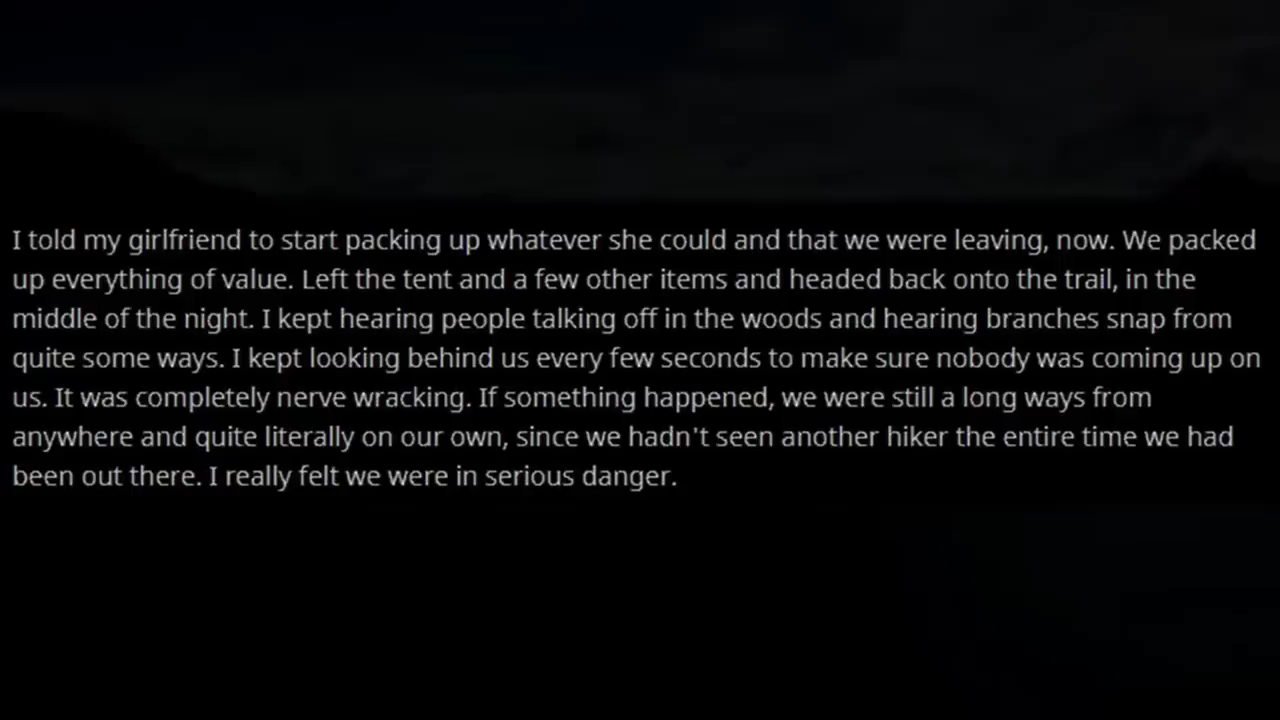 I told my girlfriend to start packing up whatever she could and that we were leaving, now. We packed
up everything of value. Left the tent and a few other items and headed back onto the trail, in the
middle of the night. I kept hearing people talking off in the woods and hearing branches snap from
quite some ways. I kept looking behind us every few seconds to make sure nobody was coming up on
us. It was completely nerve wracking. If something happened, we were still a long ways from
anywhere and quite literally on our own, since we hadn't seen another hiker the entire time we had
been out there. I really felt we were in serious danger.